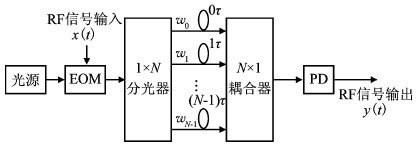 RF信号输入
x(t)
光源
EOM
1×N
分光器
w0
0τ
w1
1τ
⋮
(N-1)τ
wN-1
N×1
耦合器
PD
RF信号输出
y(t)